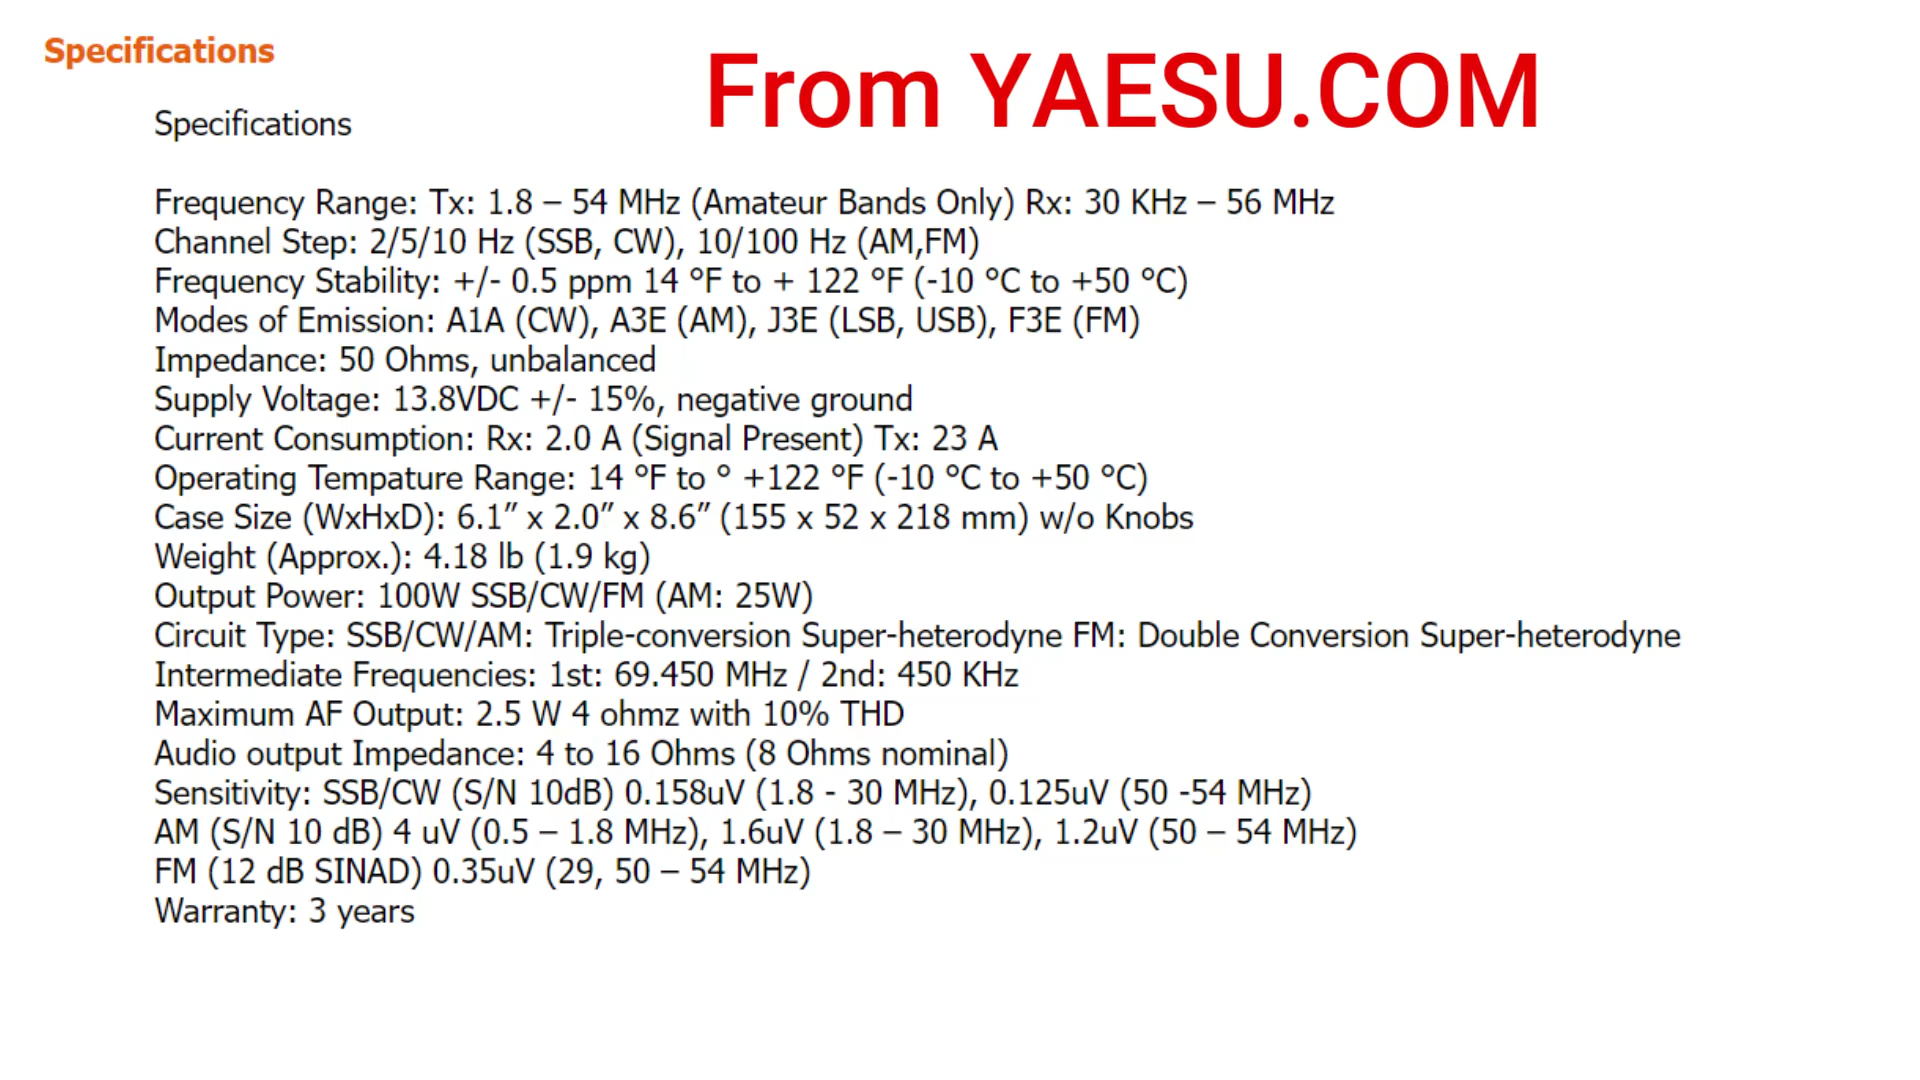 Specifications
From YAESU.COM
Specifications
Frequency Range: Tx: 1.8 – 54 MHz (Amateur Bands Only) Rx: 30 KHz – 56 MHz
Channel Step: 2/5/10 Hz (SSB, CW), 10/100 Hz (AM,FM)
Frequency Stability: +/- 0.5 ppm 14 °F to + 122 °F (-10 °C to +50 °C)
Modes of Emission: A1A (CW), A3E (AM), J3E (LSB, USB), F3E (FM)
Impedance: 50 Ohms, unbalanced
Supply Voltage: 13.8VDC +/- 15%, negative ground
Current Consumption: Rx: 2.0 A (Signal Present) Tx: 23 A
Operating Tempature Range: 14 °F to ° +122 °F (-10 °C to +50 °C)
Case Size (WxHxD): 6.1” x 2.0” x 8.6” (155 x 52 x 218 mm) w/o Knobs
Weight (Approx.): 4.18 lb (1.9 kg)
Output Power: 100W SSB/CW/FM (AM: 25W)
Circuit Type: SSB/CW/AM: Triple-conversion Super-heterodyne FM: Double Conversion Super-heterodyne
Intermediate Frequencies: 1st: 69.450 MHz / 2nd: 450 KHz
Maximum AF Output: 2.5 W 4 ohmz with 10% THD
Audio output Impedance: 4 to 16 Ohms (8 Ohms nominal)
Sensitivity: SSB/CW (S/N 10dB) 0.158uV (1.8 - 30 MHz), 0.125uV (50 -54 MHz)
AM (S/N 10 dB) 4 uV (0.5 – 1.8 MHz), 1.6uV (1.8 – 30 MHz), 1.2uV (50 – 54 MHz)
FM (12 dB SINAD) 0.35uV (29, 50 – 54 MHz)
Warranty: 3 years